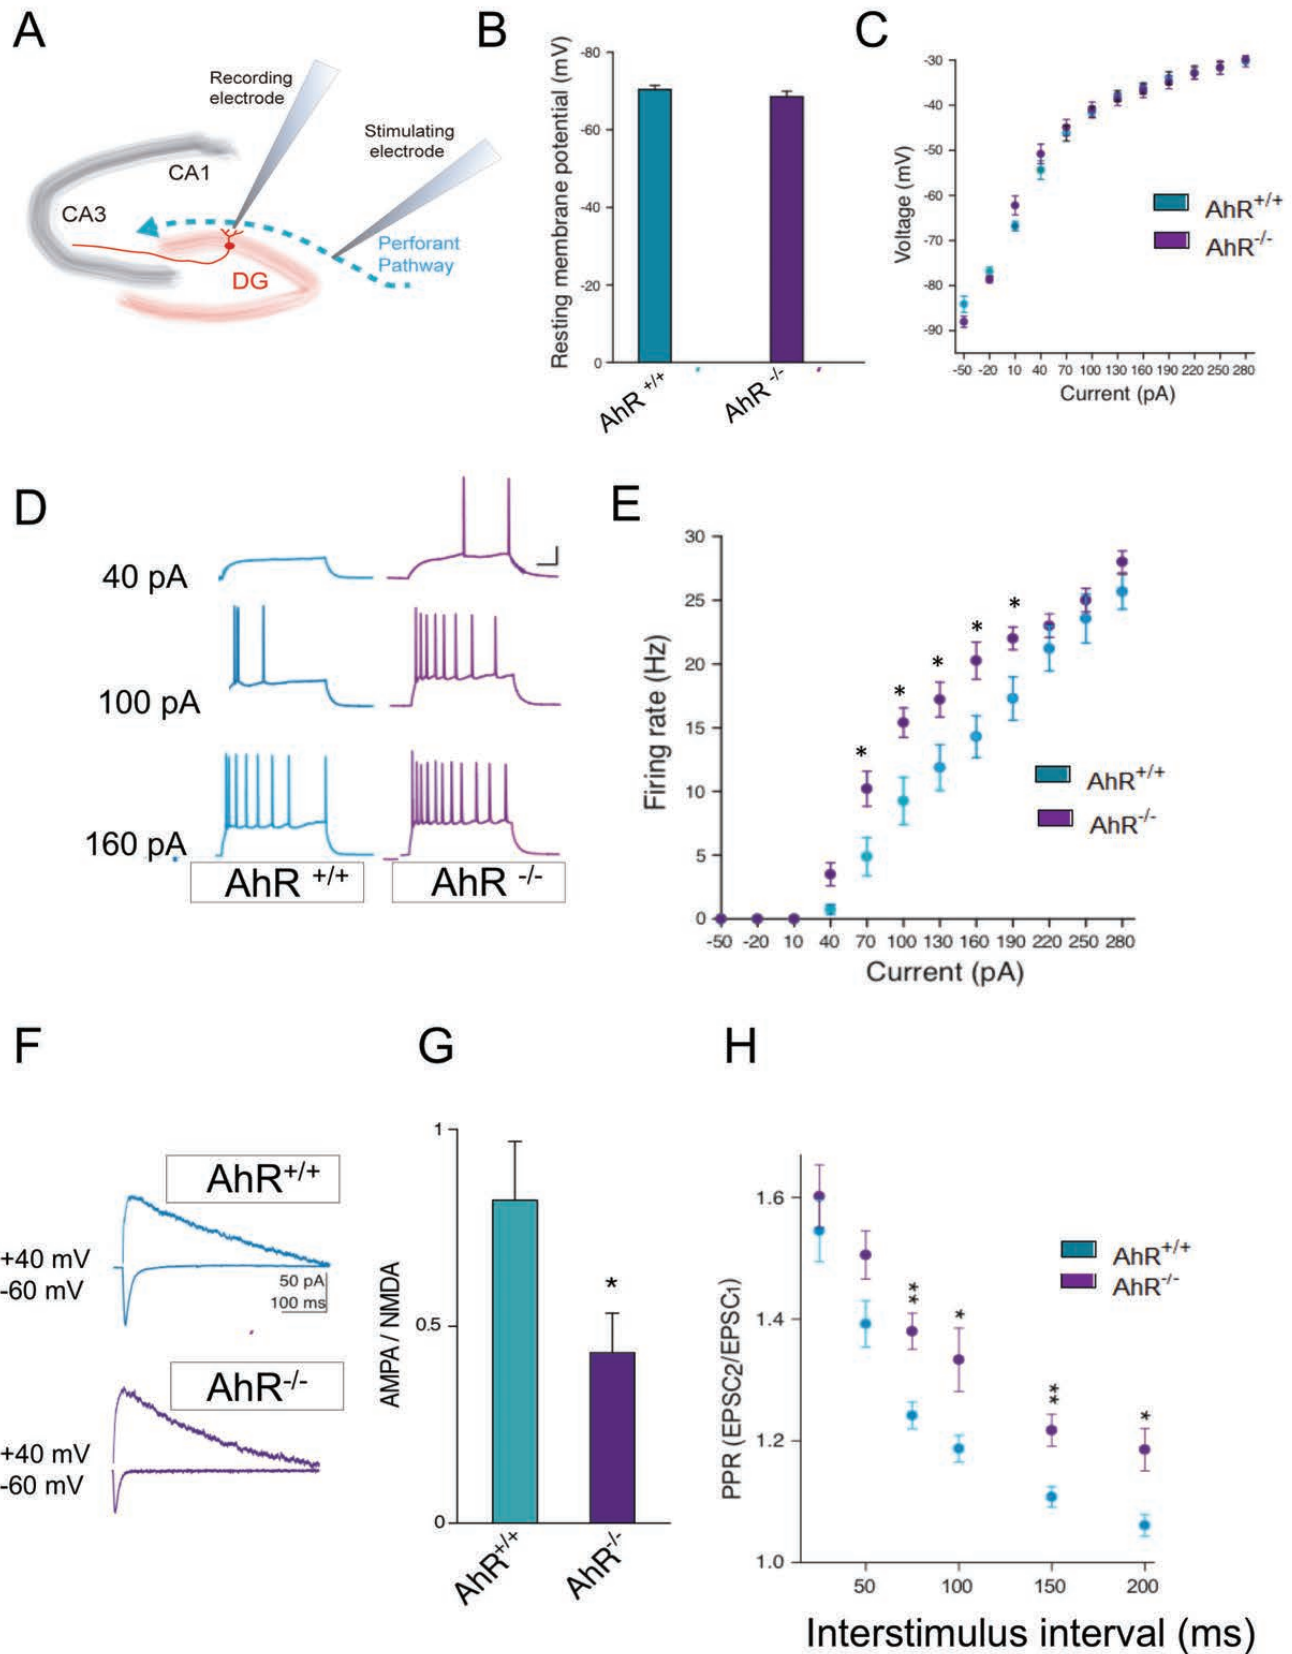 A
Recording
electrode
Stimulating
electrode
CA1
CA3
Perforant
Pathway
DG
B
Resting membrane potential (mV)
-80
-60
-40
-20
0
AhR +/+
AhR -/-
C
Voltage (mV)
-30
-40
-50
-60
-70
-80
-90
AhR+/+
AhR-/-
-50 -20 10 40 70 100 130 160 190 220 250 280
Current (pA)
D
40 pA
100 pA
160 pA
AhR +/+
AhR -/-
E
Firing rate (Hz)
30
25
20
15
10
5
0
* * * * *
AhR+/+
AhR-/-
-50 -20 10 40 70 100 130 160 190 220 250 280
Current (pA)
F
AhR+/+
+40 mV
-60 mV
50 pA
100 ms
AhR-/-
+40 mV
-60 mV
G
AMPA / NMDA
1
0.5
0
*
AhR+/+
AhR-/-
H
PPR (EPSC2/EPSC1)
1.6
1.4
1.2
1.0
** * ** *
AhR+/+
AhR-/-
50 100 150 200
Interstimulus interval (ms)